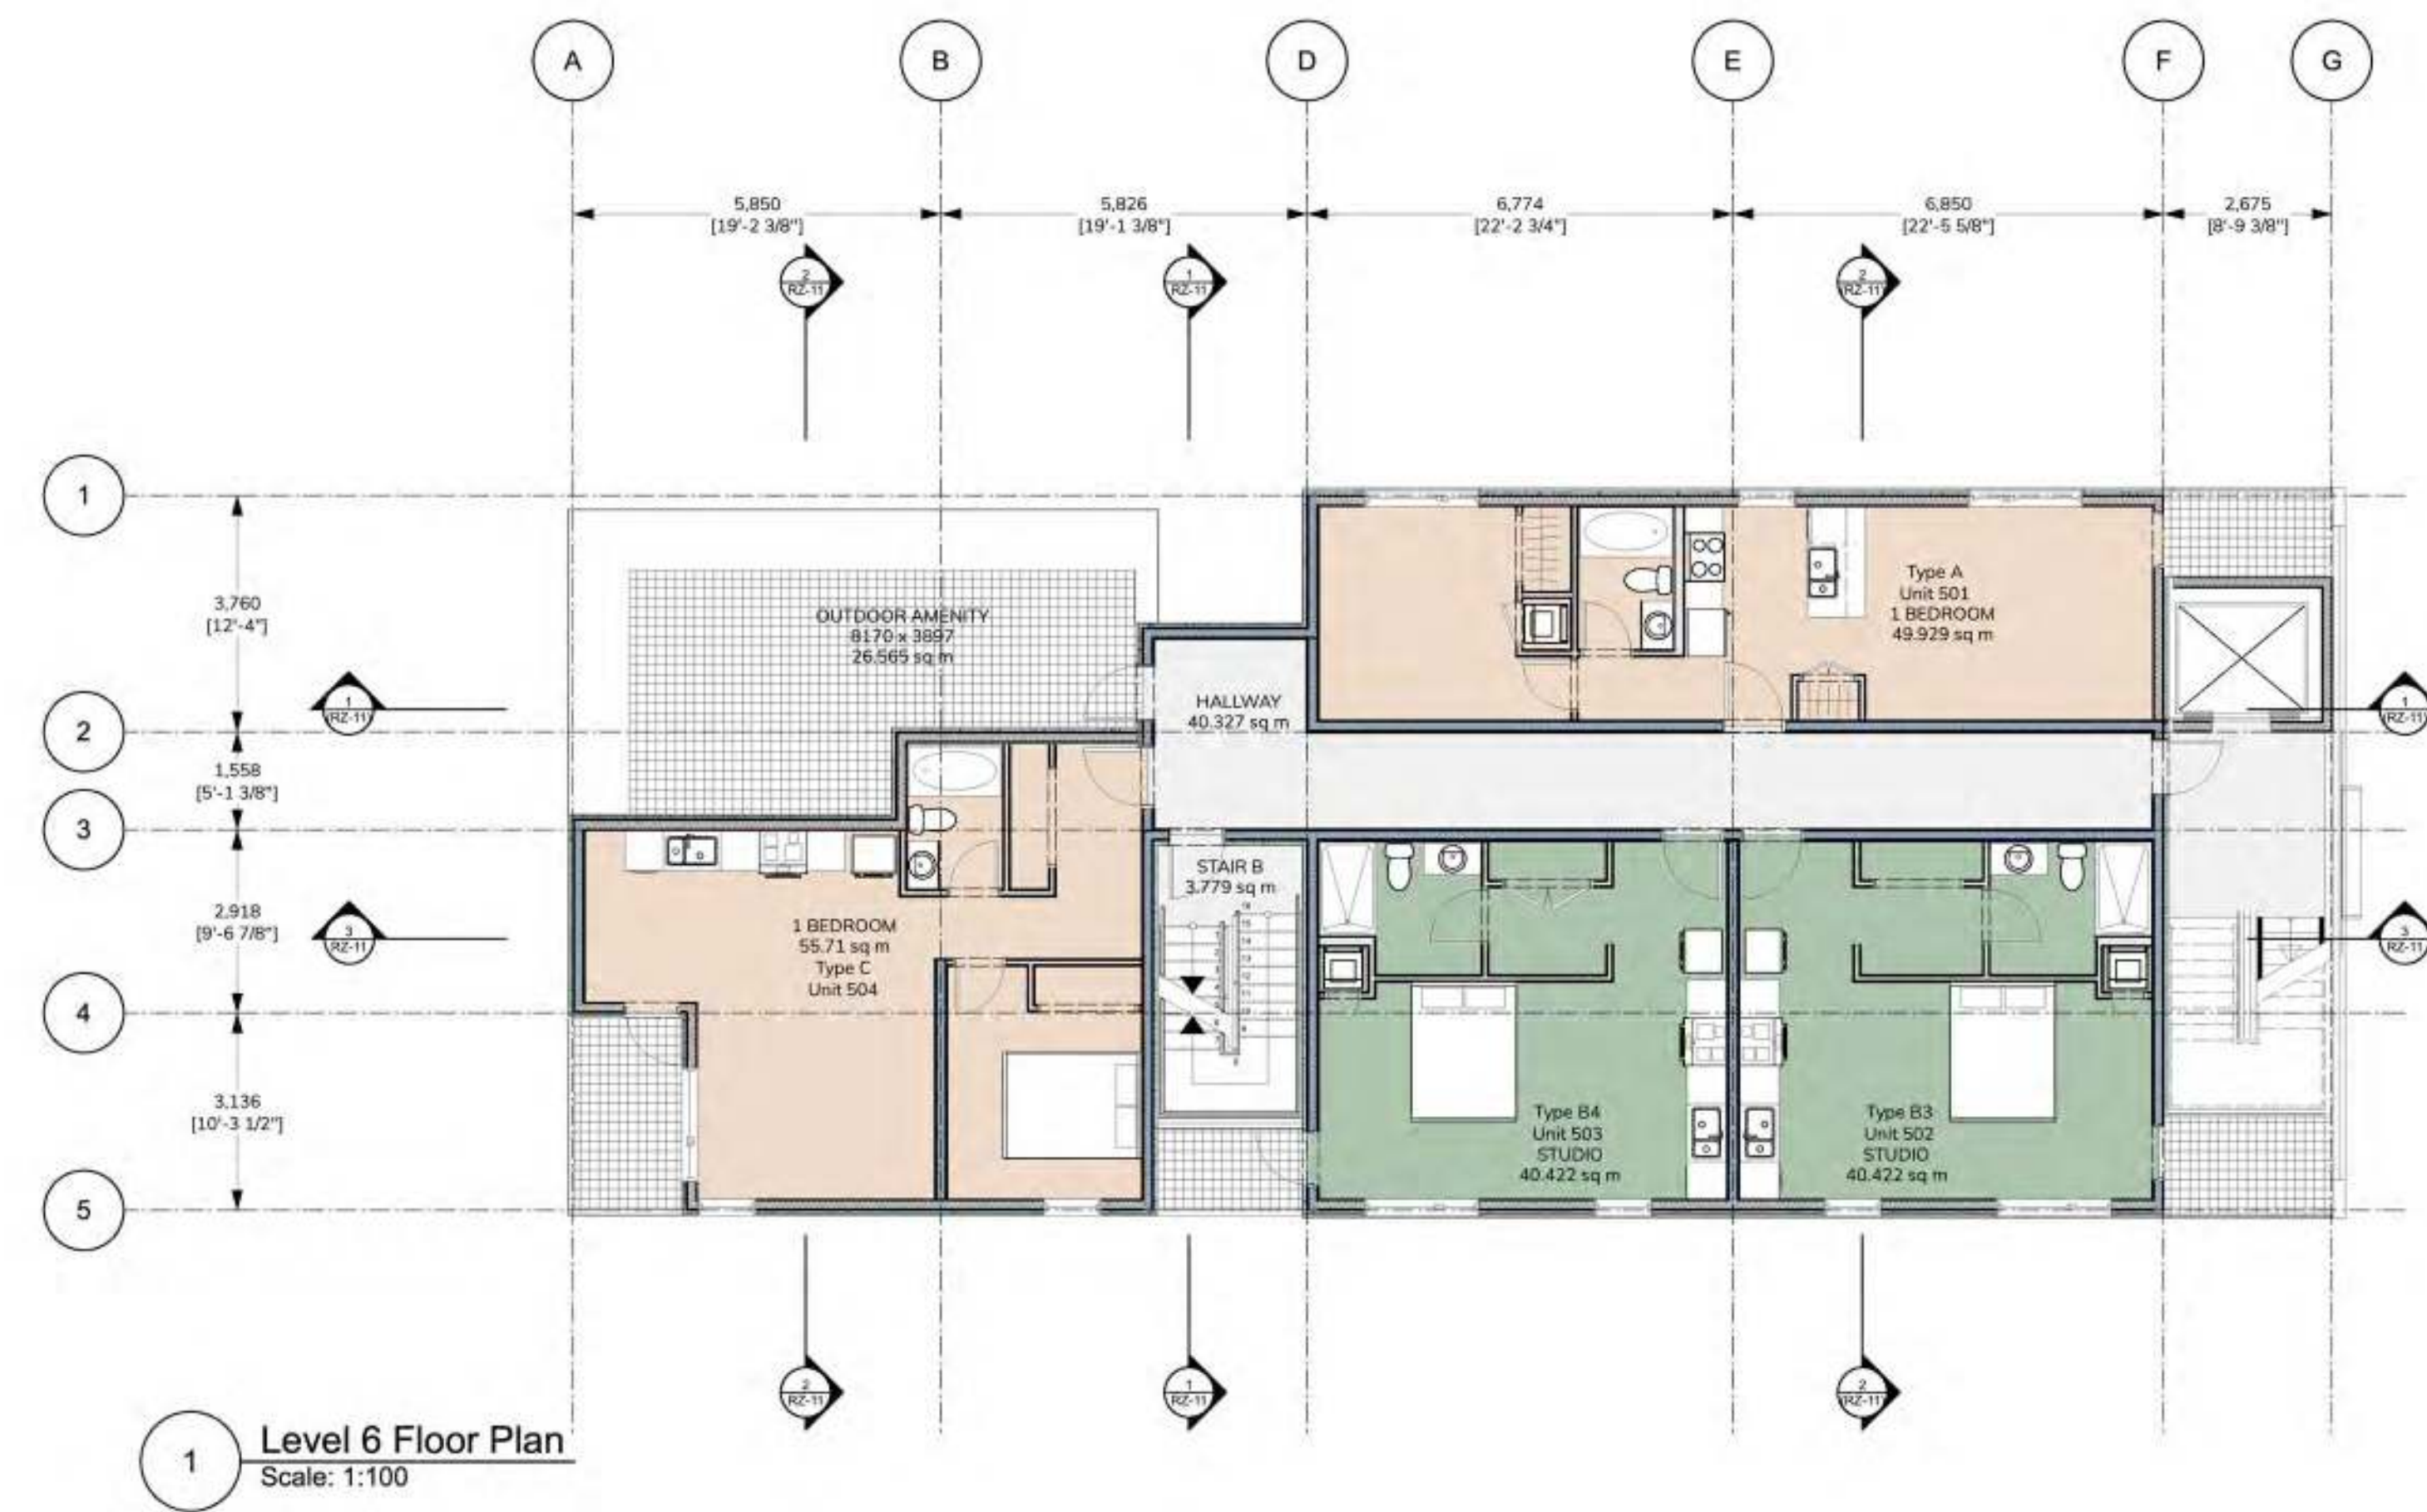 A
B
D
E
F
G
5,850
[19'-2 3/8"]
5,826
[19'-1 3/8"]
6,774
[22'-2 3/4"]
6,850
[22'-5 5/8"]
2,675
[8'-9 3/8"]
2
RZ-11
1
RZ-11
2
RZ-11
1
3,760
[12'-4"]
2
1,558
[5'-1 3/8"]
3
2,918
[9'-6 7/8"]
4
3,136
[10'-3 1/2"]
5
1
RZ-11
3
RZ-11
OUTDOOR AMENITY
8170 x 3897
26.565 sq m
HALLWAY
40.327 sq m
Type A
Unit 501
1 BEDROOM
49.929 sq m
1
RZ-11
STAIR B
3.779 sq m
1 BEDROOM
55.71 sq m
Type C
Unit 504
Type B4
Unit 503
STUDIO
40.422 sq m
Type B3
Unit 502
STUDIO
40.422 sq m
3
RZ-11
2
RZ-11
1
RZ-11
2
RZ-11
1
Level 6 Floor Plan
Scale: 1:100